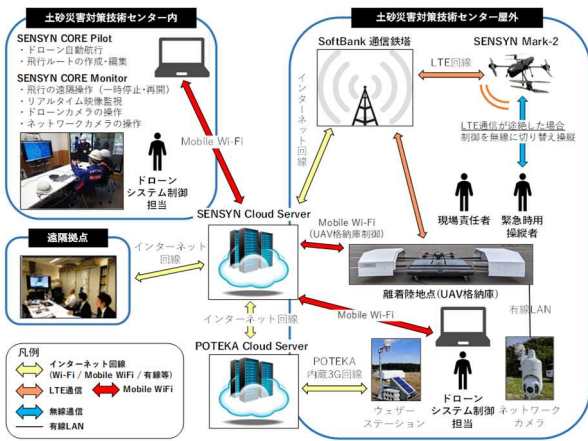 土砂災害対策技術センター内
SENSYN CORE Pilot
・ドローン自動航行
・飛行ルートの作成・編集
SENSYN CORE Monitor
・飛行の遠隔操作(一時停止・再開)
・リアルタイム映像監視
・ドローンカメラの操作
・ネットワークカメラの操作
ドローン
システム制御
担当
Mobile Wi-Fi
土砂災害対策技術センター屋外
SoftBank 通信鉄塔
LTE回線
SENSYN Mark-2
インターネット
回線
LTE通信が途絶した場合
制御を無線に切り替え操縦
現場責任者
緊急時用
操縦者
SENSYN Cloud Server
Mobile Wi-Fi
(UAV格納庫制御)
遠隔拠点
インターネット
回線
離着陸地点(UAV格納庫)
有線LAN
Mobile Wi-Fi
インターネット回線
POTEKA Cloud Server
POTEKA
内蔵3G回線
ウェザー
ステーション
ドローン
システム制御
担当
ネットワーク
カメラ
凡例
インターネット回線
(Wi-Fi / Mobile WiFi / 有線等)
LTE通信
Mobile WiFi
無線通信
有線LAN